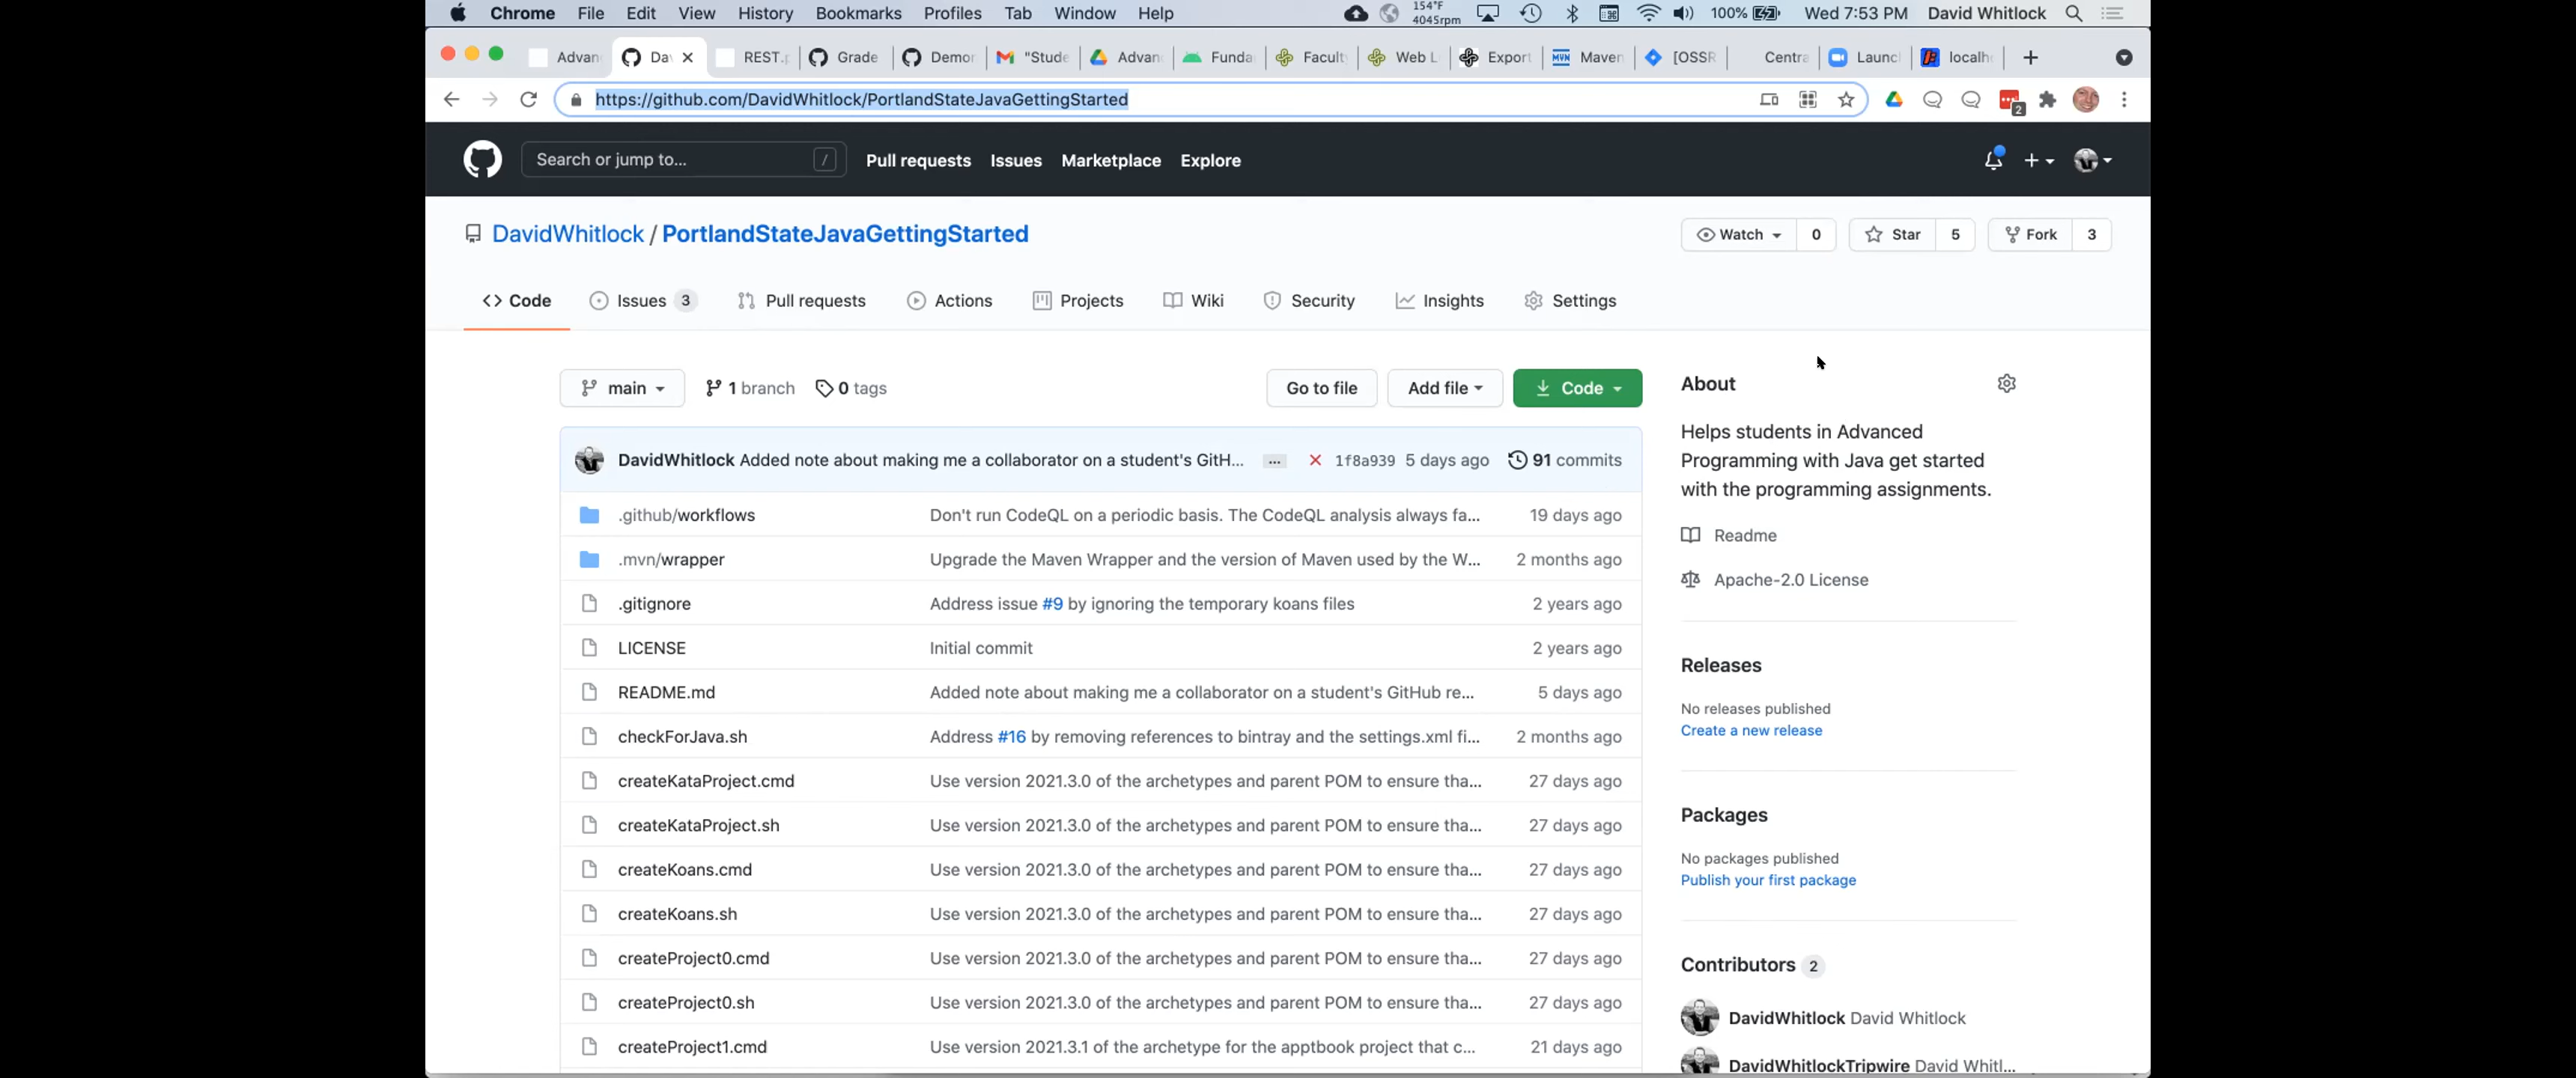 Chrome File Edit View History Bookmarks Profiles Tab Window Help 154°F 4045rpm 100% Wed 7:53 PM David Whitlock
Advan Da REST.p Grade Demor "Stude Advan Funda Facult Web L Export Maven [OSSR Centra Launc localh
https://github.com/DavidWhitlock/PortlandStateJavaGettingStarted 2
Search or jump to... / Pull requests Issues Marketplace Explore
DavidWhitlock / PortlandStateJavaGettingStarted Watch 0 Star 5 Fork 3
Code Issues 3 Pull requests Actions Projects Wiki Security Insights Settings
main 1 branch 0 tags Go to file Add file Code
DavidWhitlock Added note about making me a collaborator on a student's GitH... ... 1f8a939 5 days ago 91 commits
.github/workflows Don't run CodeQL on a periodic basis. The CodeQL analysis always fa... 19 days ago
.mvn/wrapper Upgrade the Maven Wrapper and the version of Maven used by the W... 2 months ago
.gitignore Address issue #9 by ignoring the temporary koans files 2 years ago
LICENSE Initial commit 2 years ago
README.md Added note about making me a collaborator on a student's GitHub re... 5 days ago
checkForJava.sh Address #16 by removing references to bintray and the settings.xml fi... 2 months ago
createKataProject.cmd Use version 2021.3.0 of the archetypes and parent POM to ensure tha... 27 days ago
createKataProject.sh Use version 2021.3.0 of the archetypes and parent POM to ensure tha... 27 days ago
createKoans.cmd Use version 2021.3.0 of the archetypes and parent POM to ensure tha... 27 days ago
createKoans.sh Use version 2021.3.0 of the archetypes and parent POM to ensure tha... 27 days ago
createProject0.cmd Use version 2021.3.0 of the archetypes and parent POM to ensure tha... 27 days ago
createProject0.sh Use version 2021.3.0 of the archetypes and parent POM to ensure tha... 27 days ago
createProject1.cmd Use version 2021.3.1 of the archetype for the apptbook project that c... 21 days ago
About
Helps students in Advanced
Programming with Java get started
with the programming assignments.
Readme
Apache-2.0 License
Releases
No releases published
Create a new release
Packages
No packages published
Publish your first package
Contributors 2
DavidWhitlock David Whitlock
DavidWhitlockTripwire David Whitl...